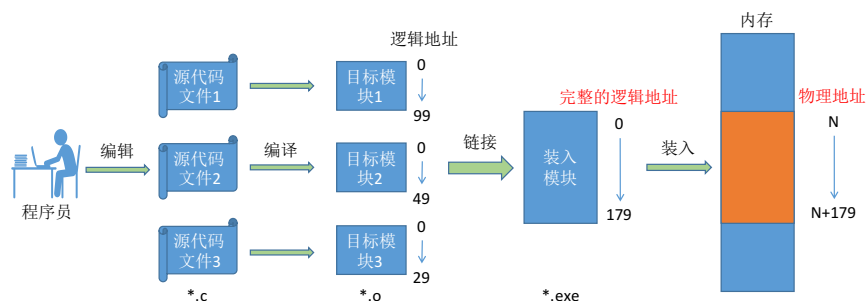 内存
逻辑地址
源代码
文件1
目标模
块1
0
99
完整的逻辑地址
物理地址
程序员
编辑
源代码
文件2
编译
目标模
块2
0
49
链接
装入
模块
0
179
装入
N
N+179
源代码
文件3
目标模
块3
0
29
*.c
*.o
*.exe